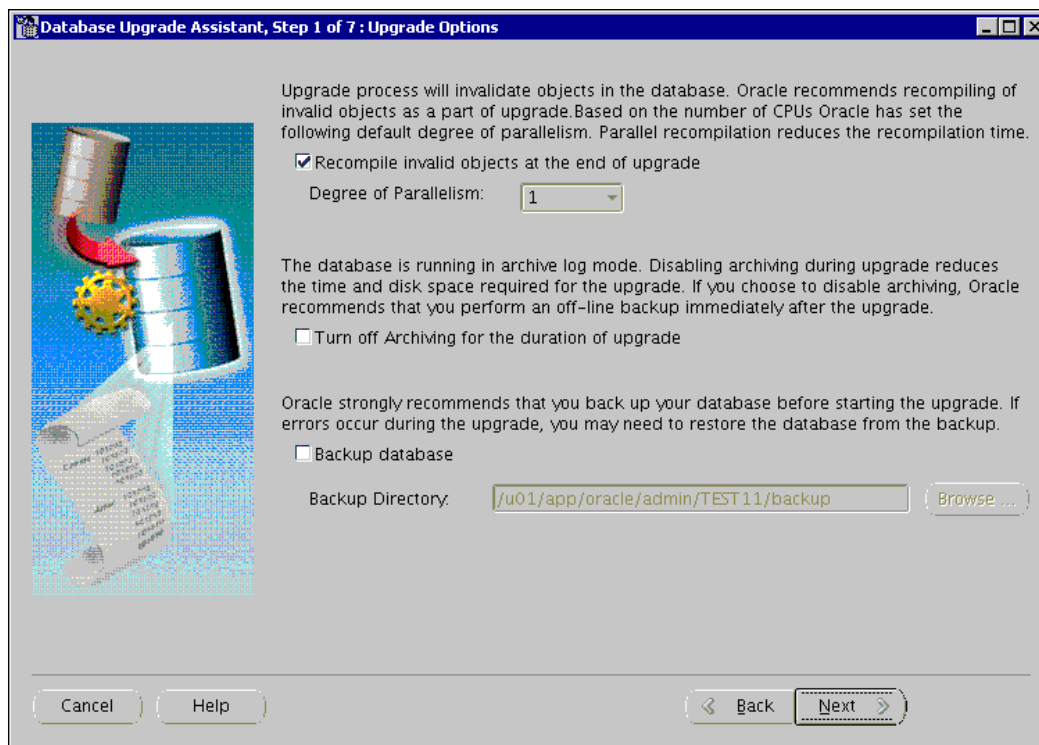 Database Upgrade Assistant, Step 1 of 7 : Upgrade Options
Upgrade process will invalidate objects in the database. Oracle recommends recompiling of
invalid objects as a part of upgrade.Based on the number of CPUs Oracle has set the
following default degree of parallelism. Parallel recompilation reduces the recompilation time.
Recompile invalid objects at the end of upgrade
Degree of Parallelism: 1
The database is running in archive log mode. Disabling archiving during upgrade reduces
the time and disk space required for the upgrade. If you choose to disable archiving, Oracle
recommends that you perform an off-line backup immediately after the upgrade.
Turn off Archiving for the duration of upgrade
Oracle strongly recommends that you back up your database before starting the upgrade. If
errors occur during the upgrade, you may need to restore the database from the backup.
Backup database
Backup Directory: /u01/app/oracle/admin/TEST11/backup Browse ...
Cancel Help Back Next